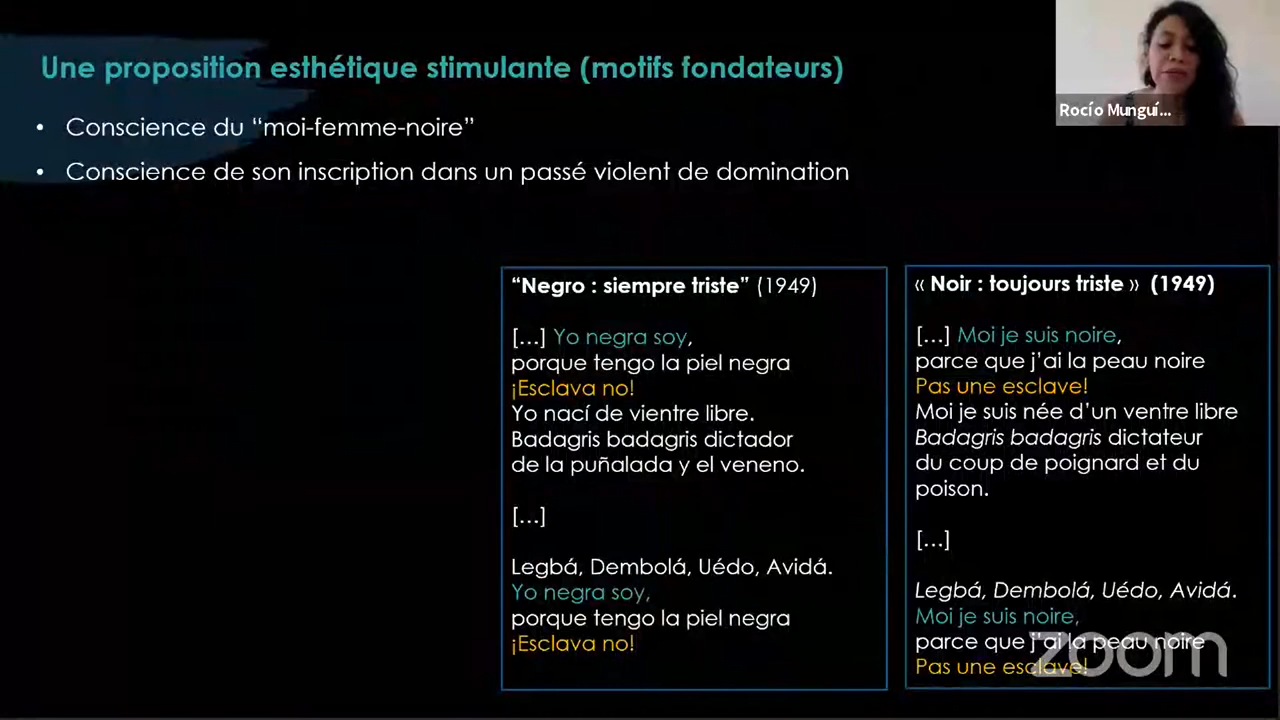 Une proposition esthétique stimulante (motifs fondateurs)
• Conscience du “moi-femme-noire”
• Conscience de son inscription dans un passé violent de domination
Rocío Munguí...
“Negro : siempre triste” (1949)
[...] Yo negra soy,
porque tengo la piel negra
¡Esclava no!
Yo nací de vientre libre.
Badagris badagris dictador
de la puñalada y el veneno.
[...]
Legbá, Dembolá, Uédo, Avidá.
Yo negra soy,
porque tengo la piel negra
¡Esclava no!
« Noir : toujours triste » (1949)
[...] Moi je suis noire,
parce que j’ai la peau noire
Pas une esclave!
Moi je suis née d’un ventre libre
Badagris badagris dictateur
du coup de poignard et du
poison.
[...]
Legbá, Dembolá, Uédo, Avidá.
Moi je suis noire,
parce que j’ai la peau noire
Pas une esclave!
zoom